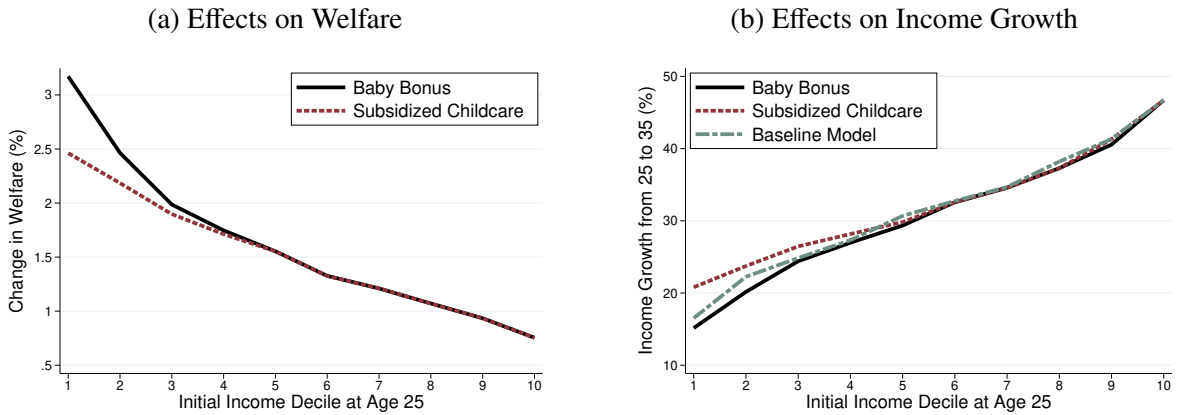 (a) Effects on Welfare
Change in Welfare (%)
3
2.5
2
1.5
1
.5
Baby Bonus
Subsidized Childcare
1 2 3 4 5 6 7 8 9 10
Initial Income Decile at Age 25
(b) Effects on Income Growth
Income Growth from 25 to 35 (%)
50
40
30
20
10
Baby Bonus
Subsidized Childcare
Baseline Model
1 2 3 4 5 6 7 8 9 10
Initial Income Decile at Age 25